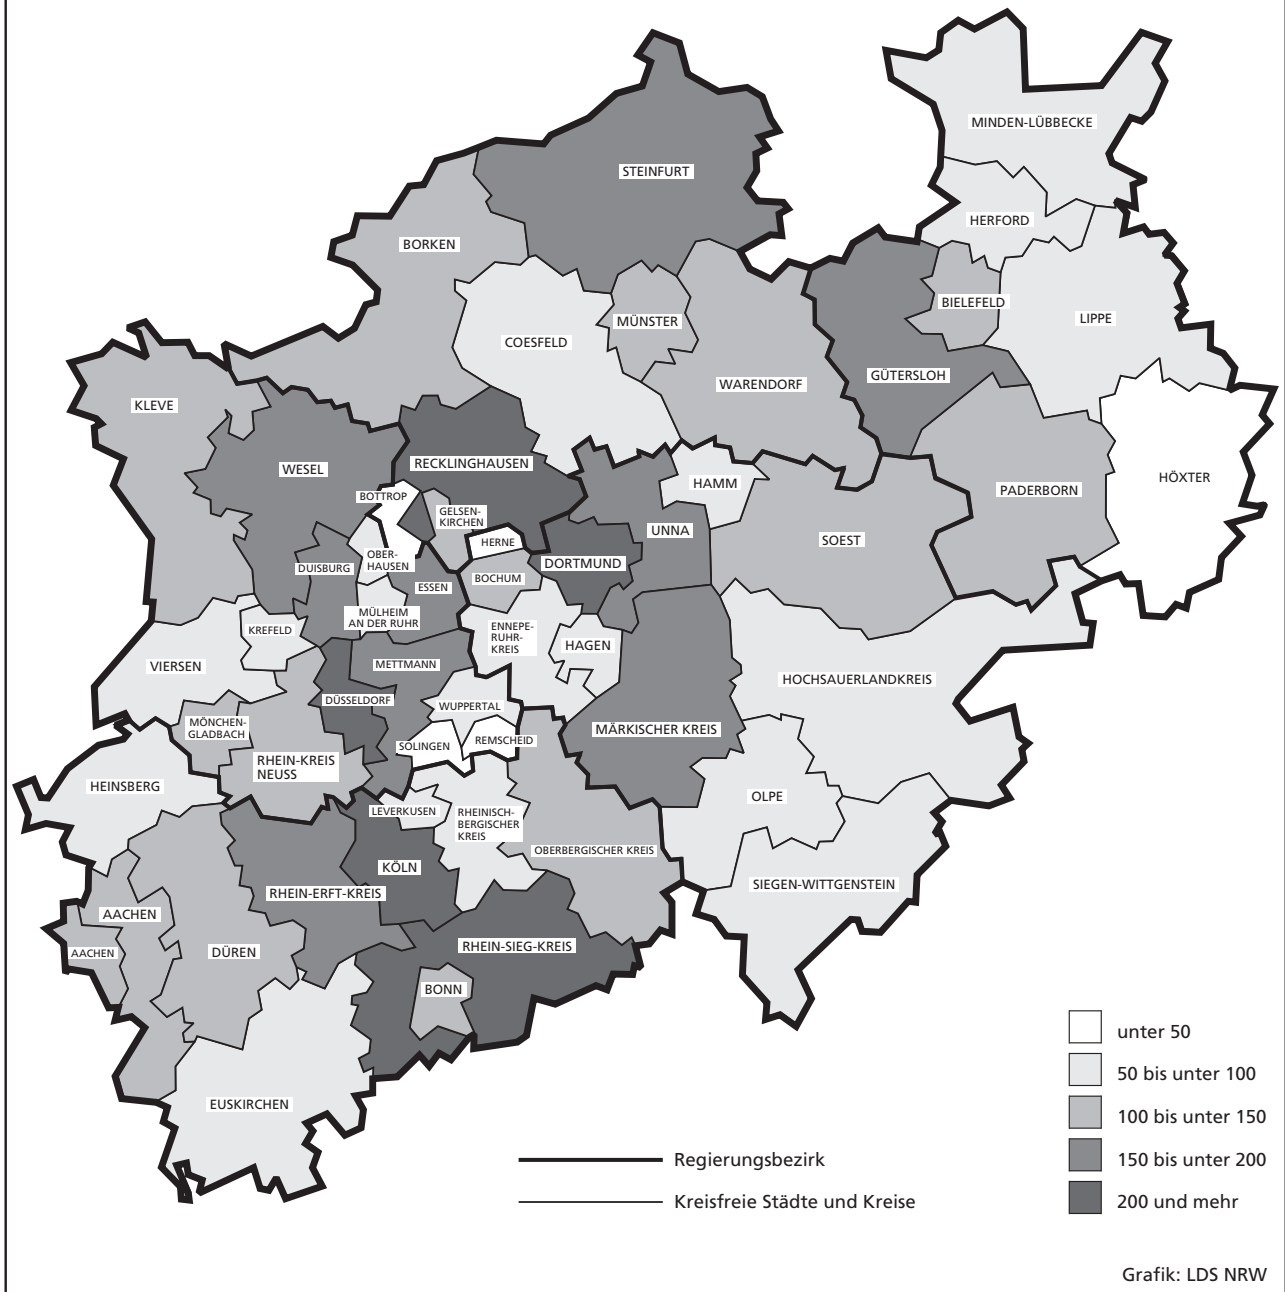 MINDEN-LÜBBECKE
STEINFURT
HERFORD
BORKEN
BIELEFELD
LIPPE
MÜNSTER
COESFELD
GÜTERSLOH
WARENDORF
KLEVE
RECKLINGHAUSEN
WESEL
HÖXTER
HAMM
PADERBORN
BOTTROP
GELSEN-
KIRCHEN
UNNA
SOEST
HERNE
OBER-
HAUSEN
DORTMUND
DUISBURG
BOCHUM
ESSEN
MÜLHEIM
AN DER RUHR
KREFELD
ENNEPE-
RUHR-
KREIS
HAGEN
VIERSEN
METTMANN
HOCHSAUERLANDKREIS
DÜSSELDORF
WUPPERTAL
MÖNCHEN-
GLADBACH
MÄRKISCHER KREIS
SOLINGEN
REMSCHEID
RHEIN-KREIS
NEUSS
HEINSBERG
OLPE
LEVERKUSEN
RHEINISCH-
BERGISCHER
KREIS
OBERBERGISCHER KREIS
KÖLN
SIEGEN-WITTGENSTEIN
RHEIN-ERFT-KREIS
AACHEN
RHEIN-SIEG-KREIS
AACHEN
DÜREN
BONN
EUSKIRCHEN
unter 50
50 bis unter 100
100 bis unter 150
150 bis unter 200
200 und mehr
Regierungsbezirk
Kreisfreie Städte und Kreise
Grafik: LDS NRW